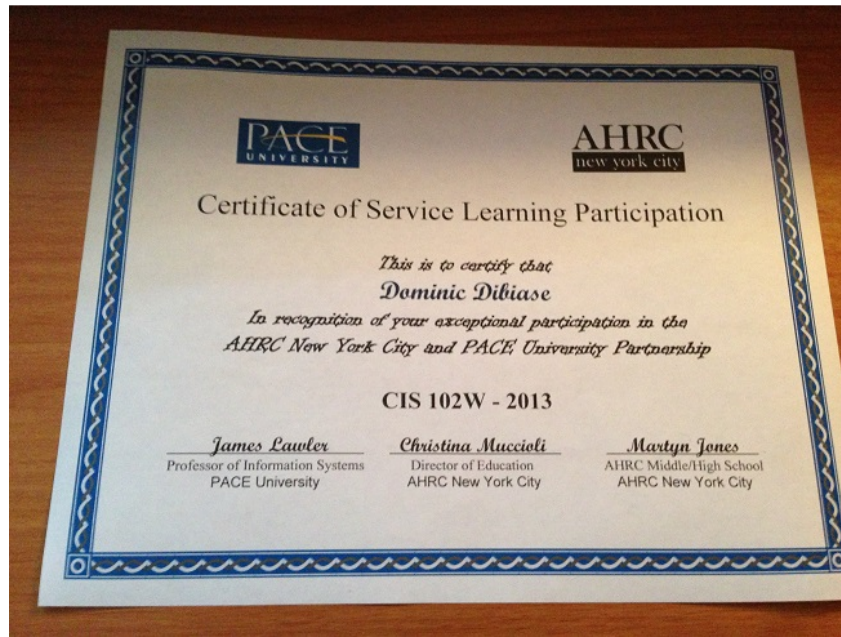 PACE
UNIVERSITY
AHRC
new york city
Certificate of Service Learning Participation
This is to certify that
Dominic Dibiase
In recognition of your exceptional participation in the
AHRC New York City and PACE University Partnership
CIS 102W - 2013
James Lawler
Professor of Information Systems
PACE University
Christina Muccioli
Director of Education
AHRC New York City
Martyn Jones
AHRC Middle/High School
AHRC New York City